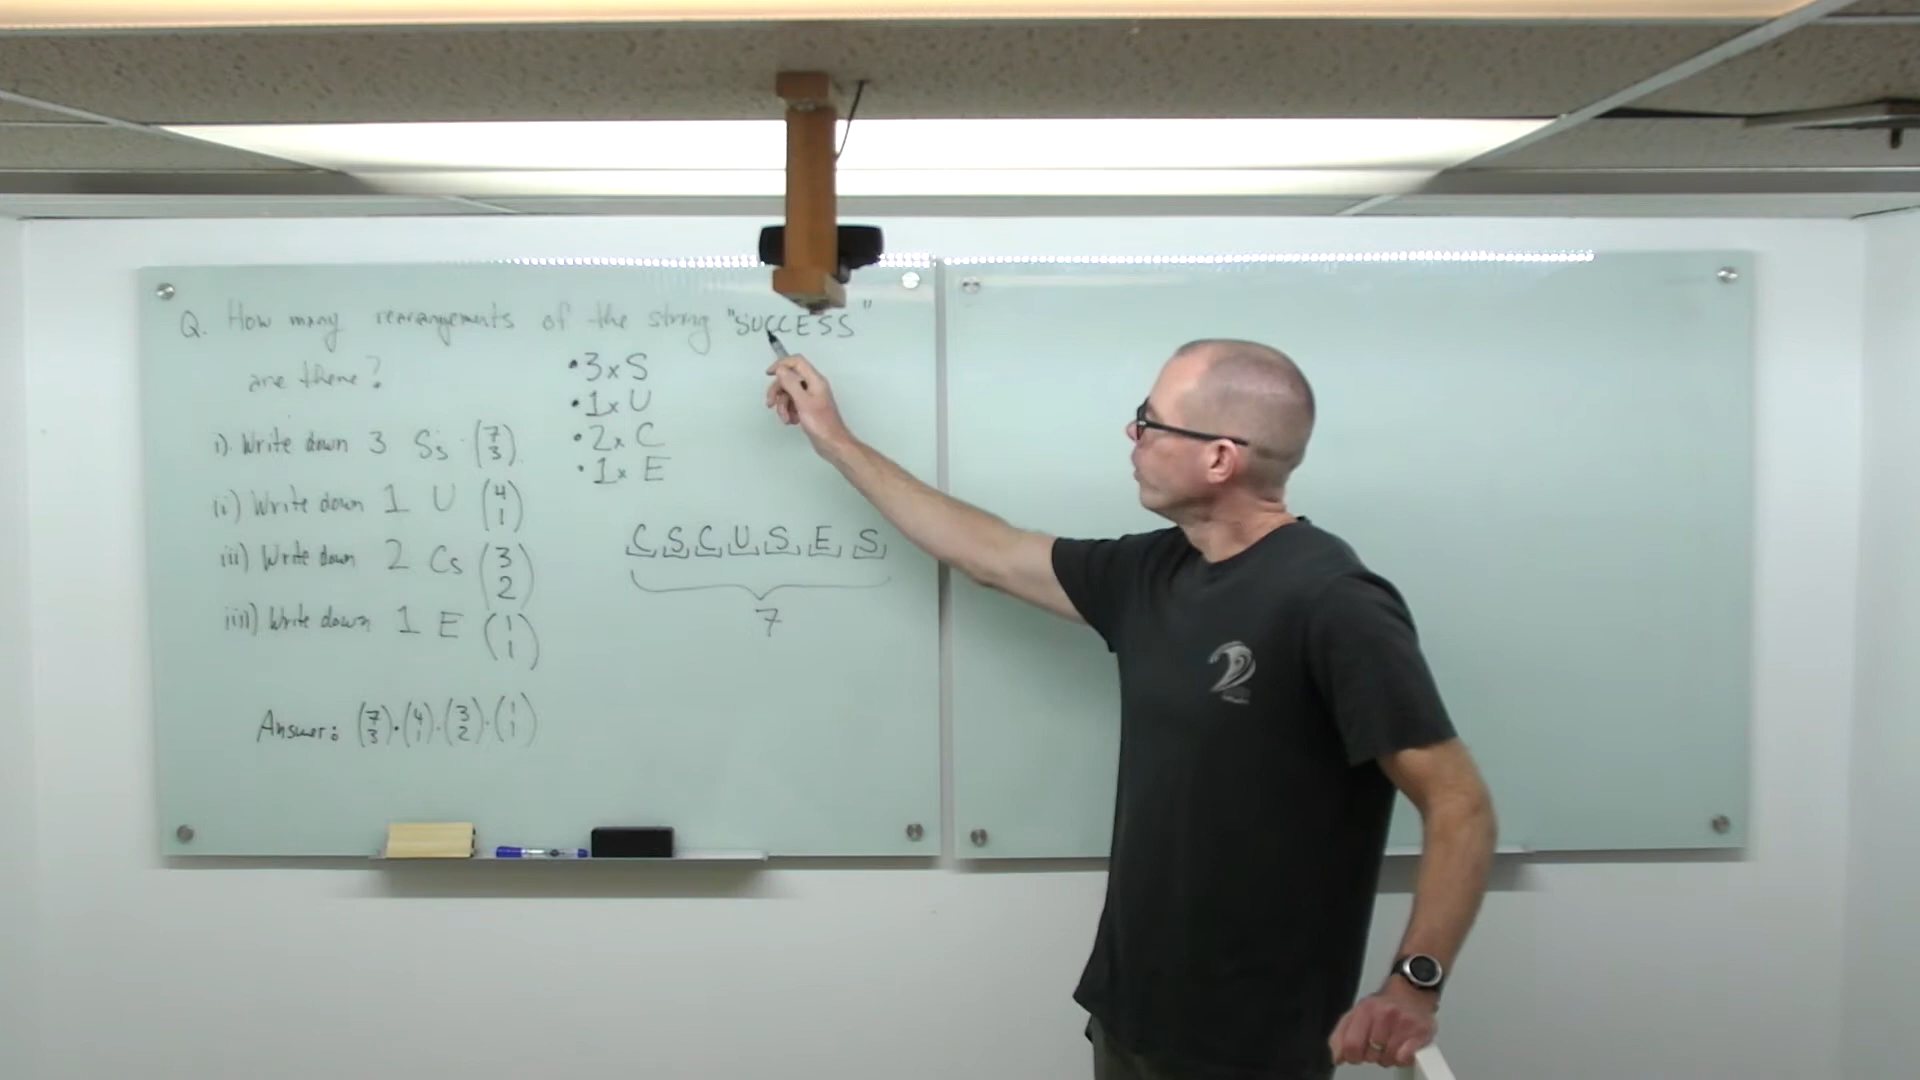 Q. How many rearrangements of the string "SUCCESS"
are there?
• 3 x S
• 1 x U
• 2 x C
• 1 x E
i). Write down 3 Ss (7 3).
ii) Write down 1 U (4 1)
iii) Write down 2 Cs (3 2)
iiii) Write down 1 E (1 1)
C S C U S E S
7
Answer: (7 3)·(4 1)·(3 2)·(1 1)